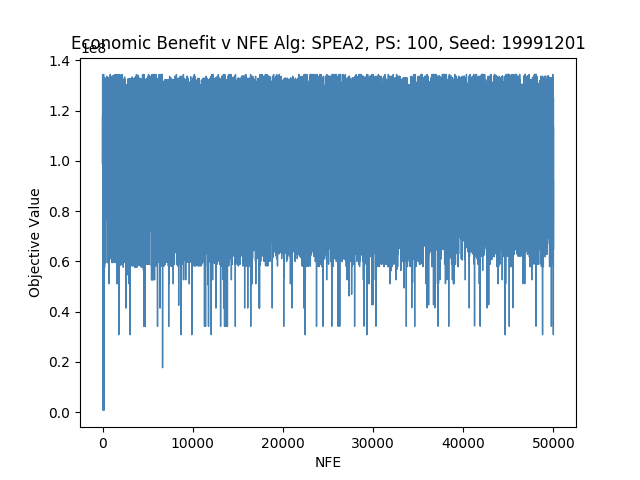 Economic Benefit v NFE Alg: SPEA2, PS: 100, Seed: 19991201
1e8
1.4
1.2
1.0
0.8
0.6
0.4
0.2
0.0
Objective Value
0 10000 20000 30000 40000 50000
NFE